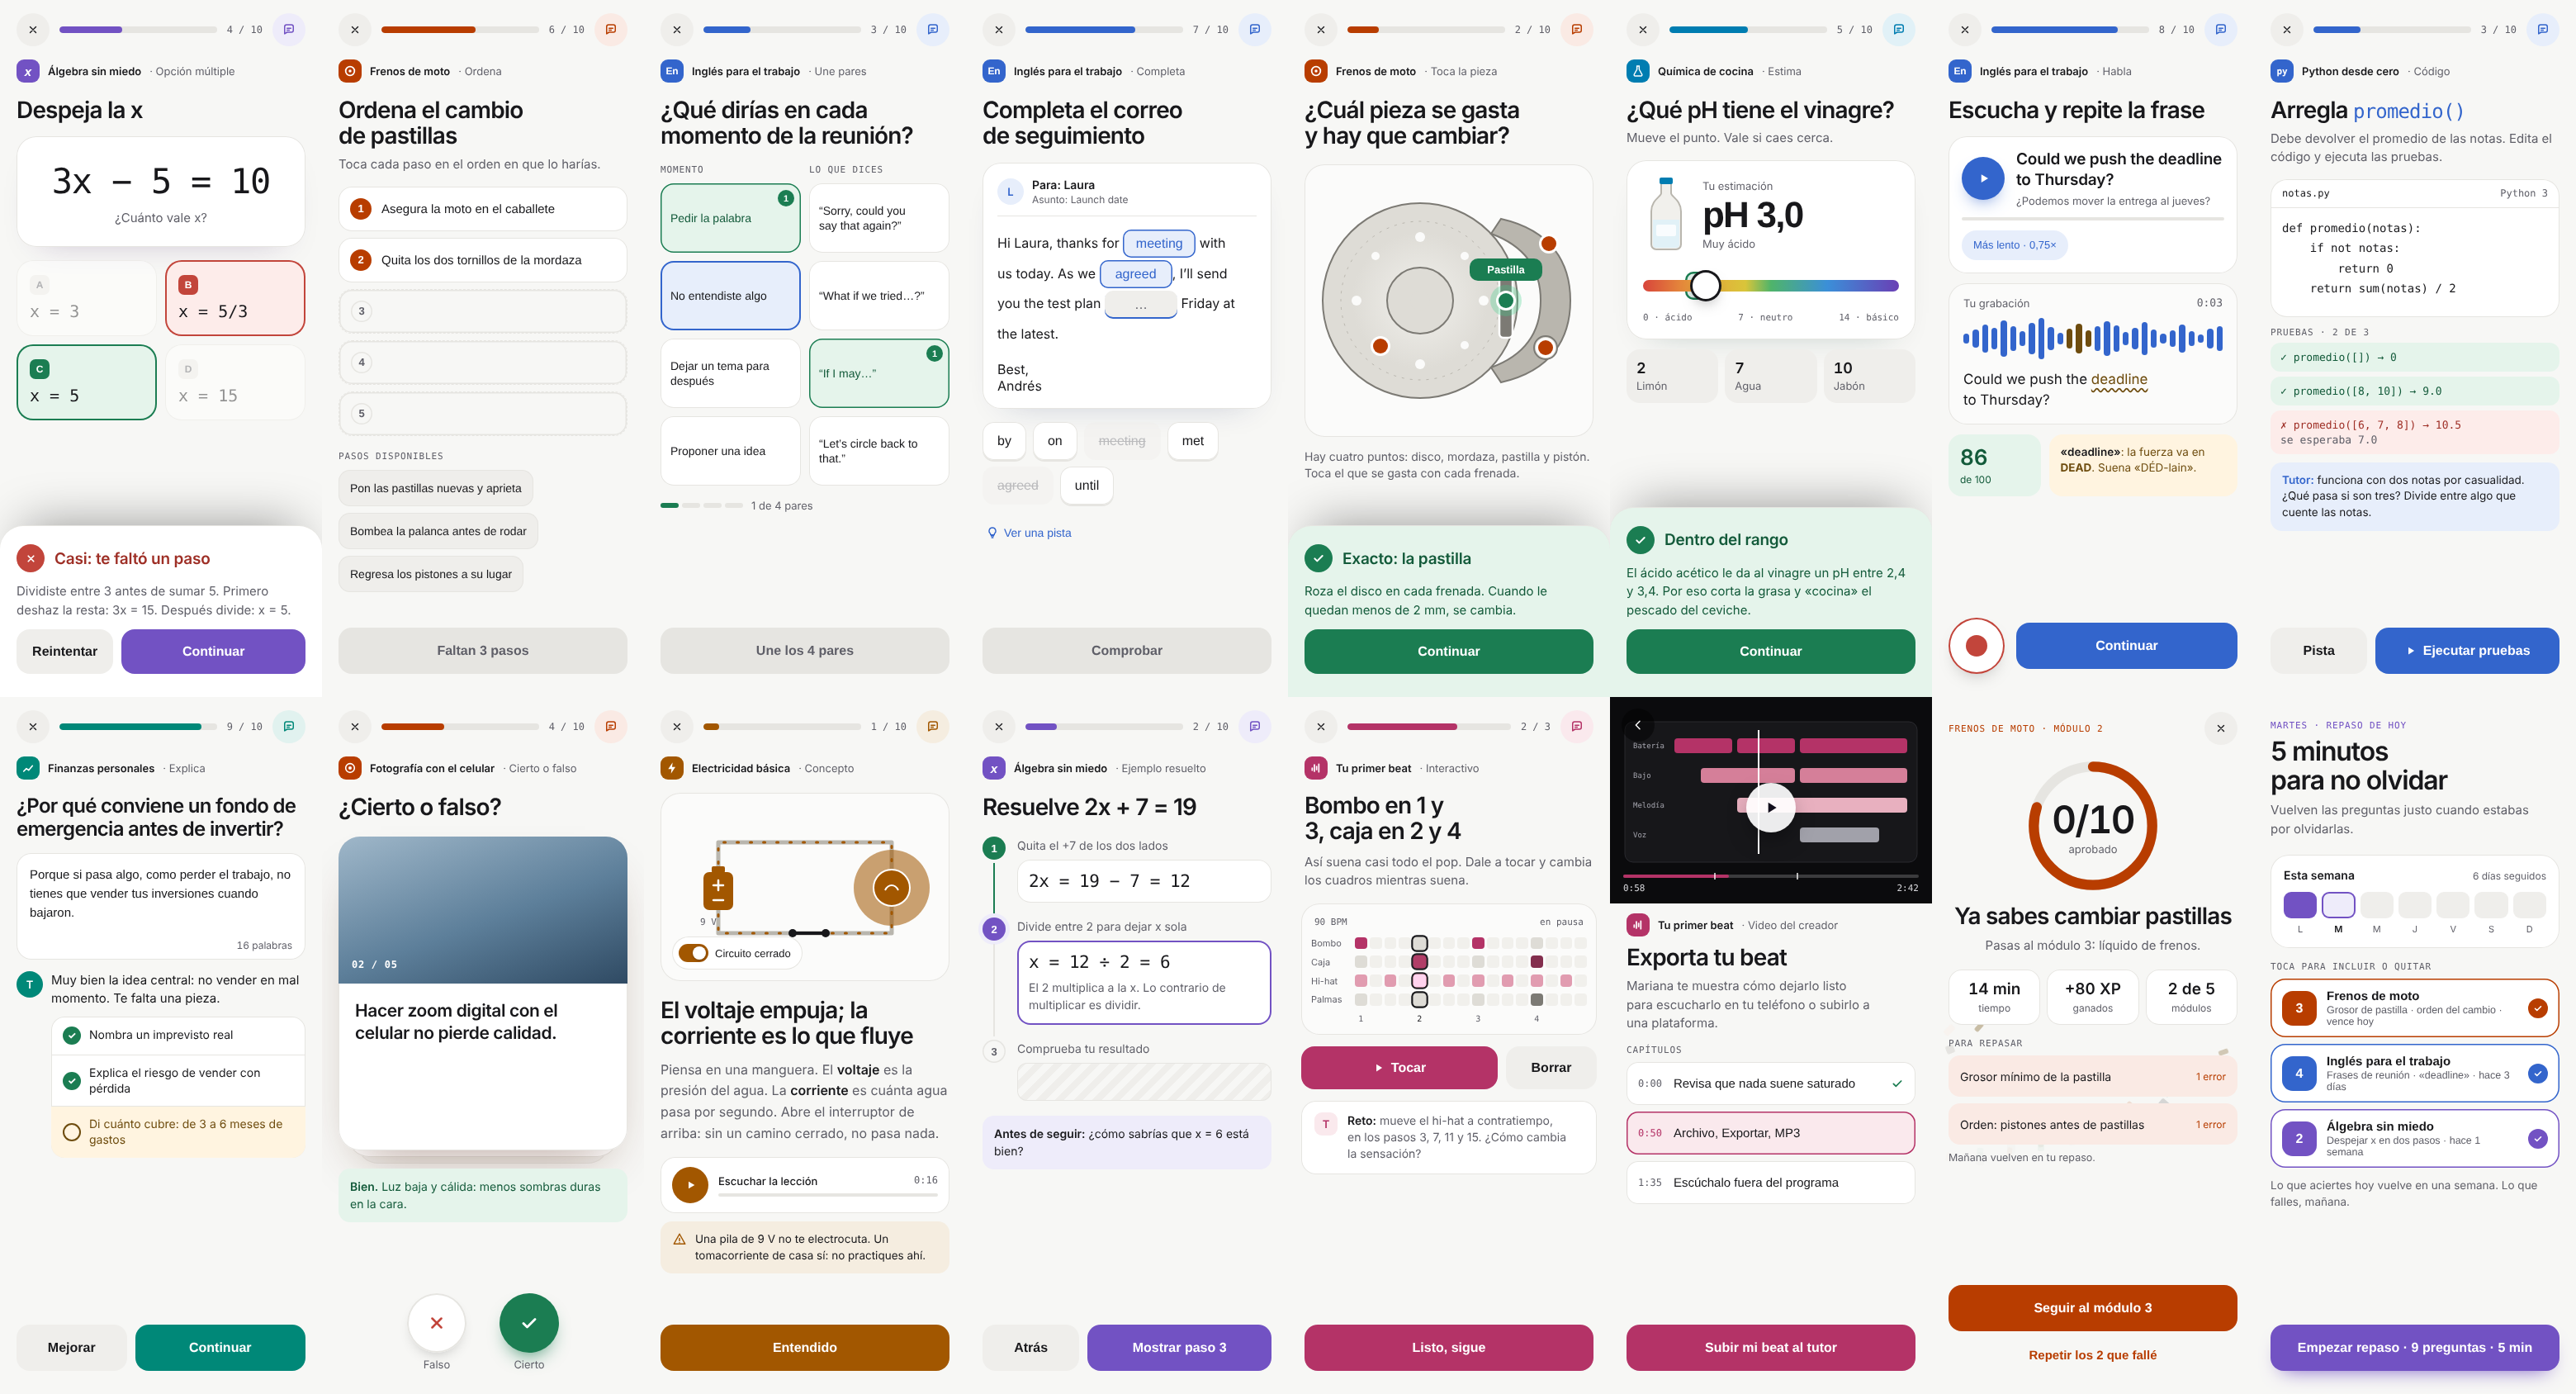 4 / 10
x Álgebra sin miedo · Opción múltiple
Despeja la x
3x − 5 = 10
¿Cuánto vale x?
A
x = 3
B
x = 5/3
C
x = 5
D
x = 15
Casi: te faltó un paso
Dividiste entre 3 antes de sumar 5. Primero
deshaz la resta: 3x = 15. Después divide: x = 5.
Reintentar
Continuar
6 / 10
Frenos de moto · Ordena
Ordena el cambio
de pastillas
Toca cada paso en el orden en que lo harías.
1 Asegura la moto en el caballete
2 Quita los dos tornillos de la mordaza
3
4
5
PASOS DISPONIBLES
Pon las pastillas nuevas y aprieta
Bombea la palanca antes de rodar
Regresa los pistones a su lugar
Faltan 3 pasos
3 / 10
En Inglés para el trabajo · Une pares
¿Qué dirías en cada
momento de la reunión?
MOMENTO
LO QUE DICES
Pedir la palabra
1
“Sorry, could you
say that again?”
No entendiste algo
“What if we tried…?”
Dejar un tema para
después
“If I may…”
1
Proponer una idea
“Let’s circle back to
that.”
1 de 4 pares
Une los 4 pares
7 / 10
En Inglés para el trabajo · Completa
Completa el correo
de seguimiento
L
Para: Laura
Asunto: Launch date
Hi Laura, thanks for meeting with
us today. As we agreed, I’ll send
you the test plan … Friday at
the latest.
Best,
Andrés
by on meeting met
agreed until
Ver una pista
Comprobar
2 / 10
Frenos de moto · Toca la pieza
¿Cuál pieza se gasta
y hay que cambiar?
Pastilla
Hay cuatro puntos: disco, mordaza, pastilla y pistón.
Toca el que se gasta con cada frenada.
Exacto: la pastilla
Roza el disco en cada frenada. Cuando le
quedan menos de 2 mm, se cambia.
Continuar
5 / 10
Química de cocina · Estima
¿Qué pH tiene el vinagre?
Mueve el punto. Vale si caes cerca.
Tu estimación
pH 3,0
Muy ácido
0 · ácido
7 · neutro
14 · básico
2
Limón
7
Agua
10
Jabón
Dentro del rango
El ácido acético le da al vinagre un pH entre 2,4
y 3,4. Por eso corta la grasa y «cocina» el
pescado del ceviche.
Continuar
8 / 10
En Inglés para el trabajo · Habla
Escucha y repite la frase
Could we push the deadline
to Thursday?
¿Podemos mover la entrega al jueves?
Más lento · 0,75×
Tu grabación
0:03
Could we push the deadline
to Thursday?
86
de 100
«deadline»: la fuerza va en
DEAD. Suena «DÉD-lain».
Continuar
3 / 10
py Python desde cero · Código
Arregla promedio()
Debe devolver el promedio de las notas. Edita el
código y ejecuta las pruebas.
notas.py
Python 3
def promedio(notas):
if not notas:
return 0
return sum(notas) / 2
PRUEBAS · 2 DE 3
✓ promedio([]) → 0
✓ promedio([8, 10]) → 9.0
✗ promedio([6, 7, 8]) → 10.5
se esperaba 7.0
Tutor: funciona con dos notas por casualidad.
¿Qué pasa si son tres? Divide entre algo que
cuente las notas.
Pista
Ejecutar pruebas
9 / 10
Finanzas personales · Explica
¿Por qué conviene un fondo de
emergencia antes de invertir?
Porque si pasa algo, como perder el trabajo, no
tienes que vender tus inversiones cuando
bajaron.
16 palabras
T
Muy bien la idea central: no vender en mal
momento. Te falta una pieza.
Nombra un imprevisto real
Explica el riesgo de vender con
pérdida
Di cuánto cubre: de 3 a 6 meses de
gastos
Mejorar
Continuar
4 / 10
Fotografía con el celular · Cierto o falso
¿Cierto o falso?
02 / 05
Hacer zoom digital con el
celular no pierde calidad.
Bien. Luz baja y cálida: menos sombras duras
en la cara.
Falso
Cierto
1 / 10
Electricidad básica · Concepto
9 V
Circuito cerrado
El voltaje empuja; la
corriente es lo que fluye
Piensa en una manguera. El voltaje es la
presión del agua. La corriente es cuánta agua
pasa por segundo. Abre el interruptor de
arriba: sin un camino cerrado, no pasa nada.
Escuchar la lección
0:16
Una pila de 9 V no te electrocuta. Un
tomacorriente de casa sí: no practiques ahí.
Entendido
2 / 10
x Álgebra sin miedo · Ejemplo resuelto
Resuelve 2x + 7 = 19
1 Quita el +7 de los dos lados
2x = 19 − 7 = 12
2 Divide entre 2 para dejar x sola
x = 12 ÷ 2 = 6
El 2 multiplica a la x. Lo contrario de
multiplicar es dividir.
3 Comprueba tu resultado
Antes de seguir: ¿cómo sabrías que x = 6 está
bien?
Atrás
Mostrar paso 3
2 / 3
Tu primer beat · Interactivo
Bombo en 1 y
3, caja en 2 y 4
Así suena casi todo el pop. Dale a tocar y cambia
los cuadros mientras suena.
90 BPM
en pausa
Bombo
Caja
Hi-hat
Palmas
1 2 3 4
Tocar
Borrar
T
Reto: mueve el hi-hat a contratiempo,
en los pasos 3, 7, 11 y 15. ¿Cómo cambia
la sensación?
Listo, sigue
Batería
Bajo
Melodía
Voz
0:58
2:42
Tu primer beat · Video del creador
Exporta tu beat
Mariana te muestra cómo dejarlo listo
para escucharlo en tu teléfono o subirlo a
una plataforma.
CAPÍTULOS
0:00 Revisa que nada suene saturado
0:50 Archivo, Exportar, MP3
1:35 Escúchalo fuera del programa
Subir mi beat al tutor
FRENOS DE MOTO · MÓDULO 2
0/10
aprobado
Ya sabes cambiar pastillas
Pasas al módulo 3: líquido de frenos.
14 min
tiempo
+80 XP
ganados
2 de 5
módulos
PARA REPASAR
Grosor mínimo de la pastilla
1 error
Orden: pistones antes de pastillas
1 error
Mañana vuelven en tu repaso.
Seguir al módulo 3
Repetir los 2 que fallé
MARTES · REPASO DE HOY
5 minutos
para no olvidar
Vuelven las preguntas justo cuando estabas
por olvidarlas.
Esta semana
6 días seguidos
L M M J V S D
TOCA PARA INCLUIR O QUITAR
3
Frenos de moto
Grosor de pastilla · orden del cambio ·
vence hoy
4
Inglés para el trabajo
Frases de reunión · «deadline» · hace 3
días
2
Álgebra sin miedo
Despejar x en dos pasos · hace 1
semana
Lo que aciertes hoy vuelve en una semana. Lo que
falles, mañana.
Empezar repaso · 9 preguntas · 5 min